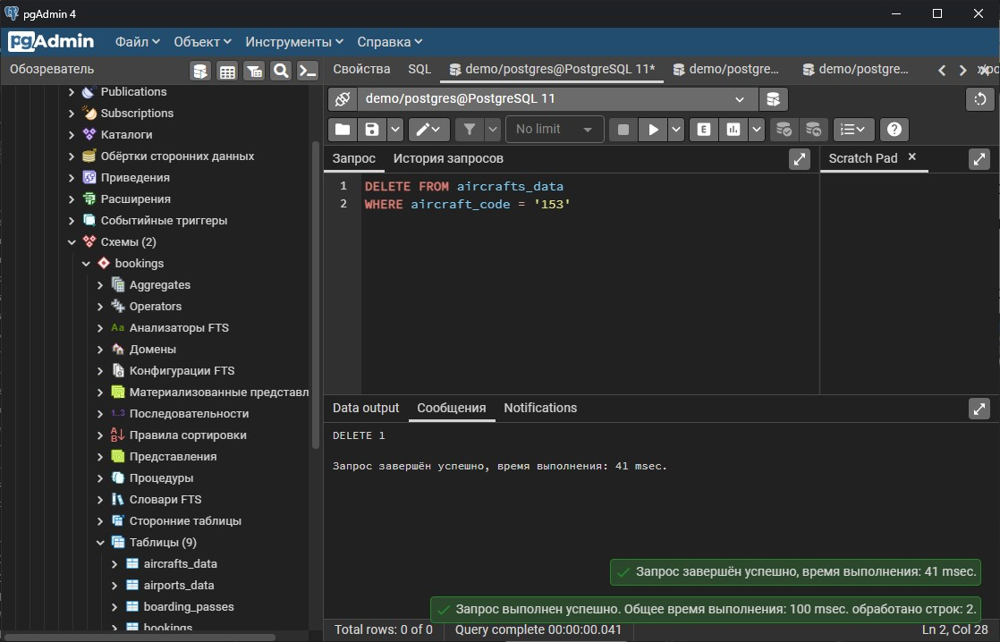 pgAdmin 4
pgAdmin Файл Объект Инструменты Справка
Обозреватель
Свойства SQL demo/postgres@PostgreSQL 11* demo/postgre... demo/postgre...
demo/postgres@PostgreSQL 11
No limit
E
Запрос История запросов
Scratch Pad
1 DELETE FROM aircrafts_data
2 WHERE aircraft_code = '153'
Publications
Subscriptions
Каталоги
Обёртки сторонних данных
Приведения
Расширения
Событийные триггеры
Схемы (2)
bookings
Aggregates
Operators
Aa Анализаторы FTS
Домены
Конфигурации FTS
Материализованные представл
1..3 Последовательности
Правила сортировки
Представления
Процедуры
Словари FTS
Сторонние таблицы
Таблицы (9)
aircrafts_data
airports_data
boarding_passes
bookings
Data output Сообщения Notifications
DELETE 1
Запрос завершён успешно, время выполнения: 41 msec.
Запрос завершён успешно, время выполнения: 41 msec.
Запрос выполнен успешно. Общее время выполнения: 100 msec. обработано строк: 2.
Total rows: 0 of 0 Query complete 00:00:00.041 Ln 2, Col 28